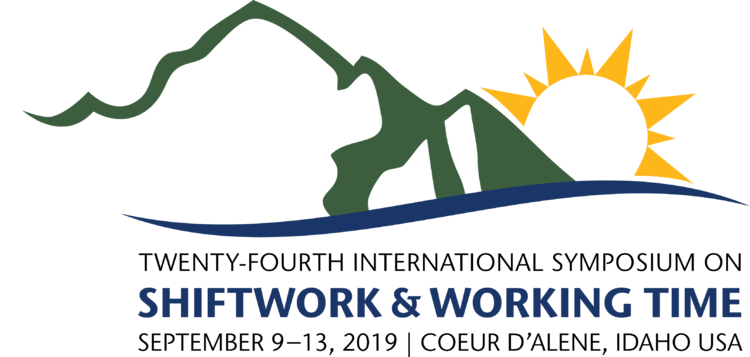 TWENTY-FOURTH INTERNATIONAL SYMPOSIUM ON
SHIFTWORK & WORKING TIME
SEPTEMBER 9–13, 2019 | COEUR D’ALENE, IDAHO USA